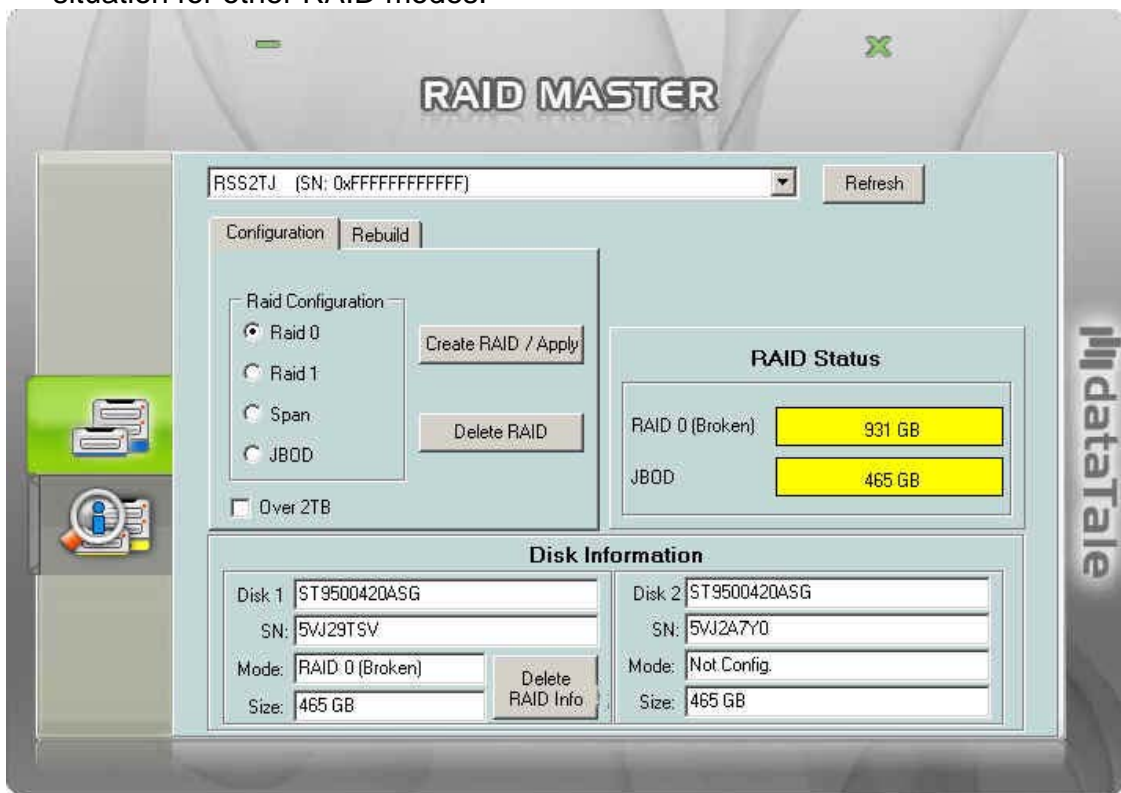 situation for other RAID modes.
RAID MASTER
RSS2TJ (SN: 0xFFFFFFFFFFFF)
Refresh
Configuration Rebuild
Raid Configuration
Raid 0
Raid 1
Span
JBOD
Create RAID / Apply
Delete RAID
Over 2TB
RAID Status
RAID 0 (Broken) 931 GB
JBOD 465 GB
dataTale
Disk Information
Disk 1 ST9500420ASG
SN: 5VJ29TSV
Mode: RAID 0 (Broken)
Size: 465 GB
Delete
RAID Info
Disk 2 ST9500420ASG
SN: 5VJ2A7Y0
Mode: Not Config.
Size: 465 GB